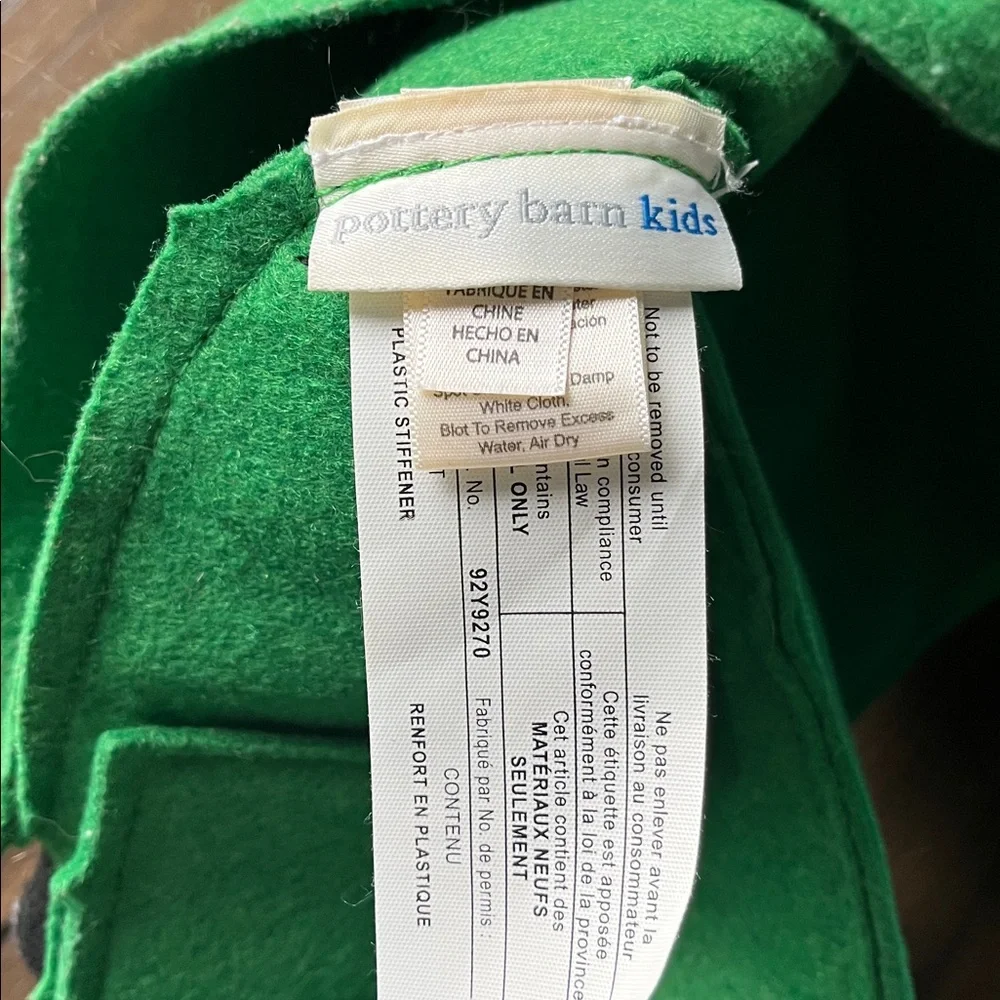 pottery barn kids
FABRIQUÉ EN
CHINE
HECHO EN
CHINA
ación
Damp
White Cloth.
Blot To Remove Excess
Water, Air Dry
Not to be removed until
consumer
n compliance
l Law
ntains
ONLY
No. 92Y9270
PLASTIC STIFFENER
Ne pas enlever avant la
livraison au consommateur
Cette étiquette est apposée
conformément à la loi de la province
Cet article contient des
MATÉRIAUX NEUFS
SEULEMENT
Fabriqué par No. de permis :
CONTENU
RENFORT EN PLASTIQUE